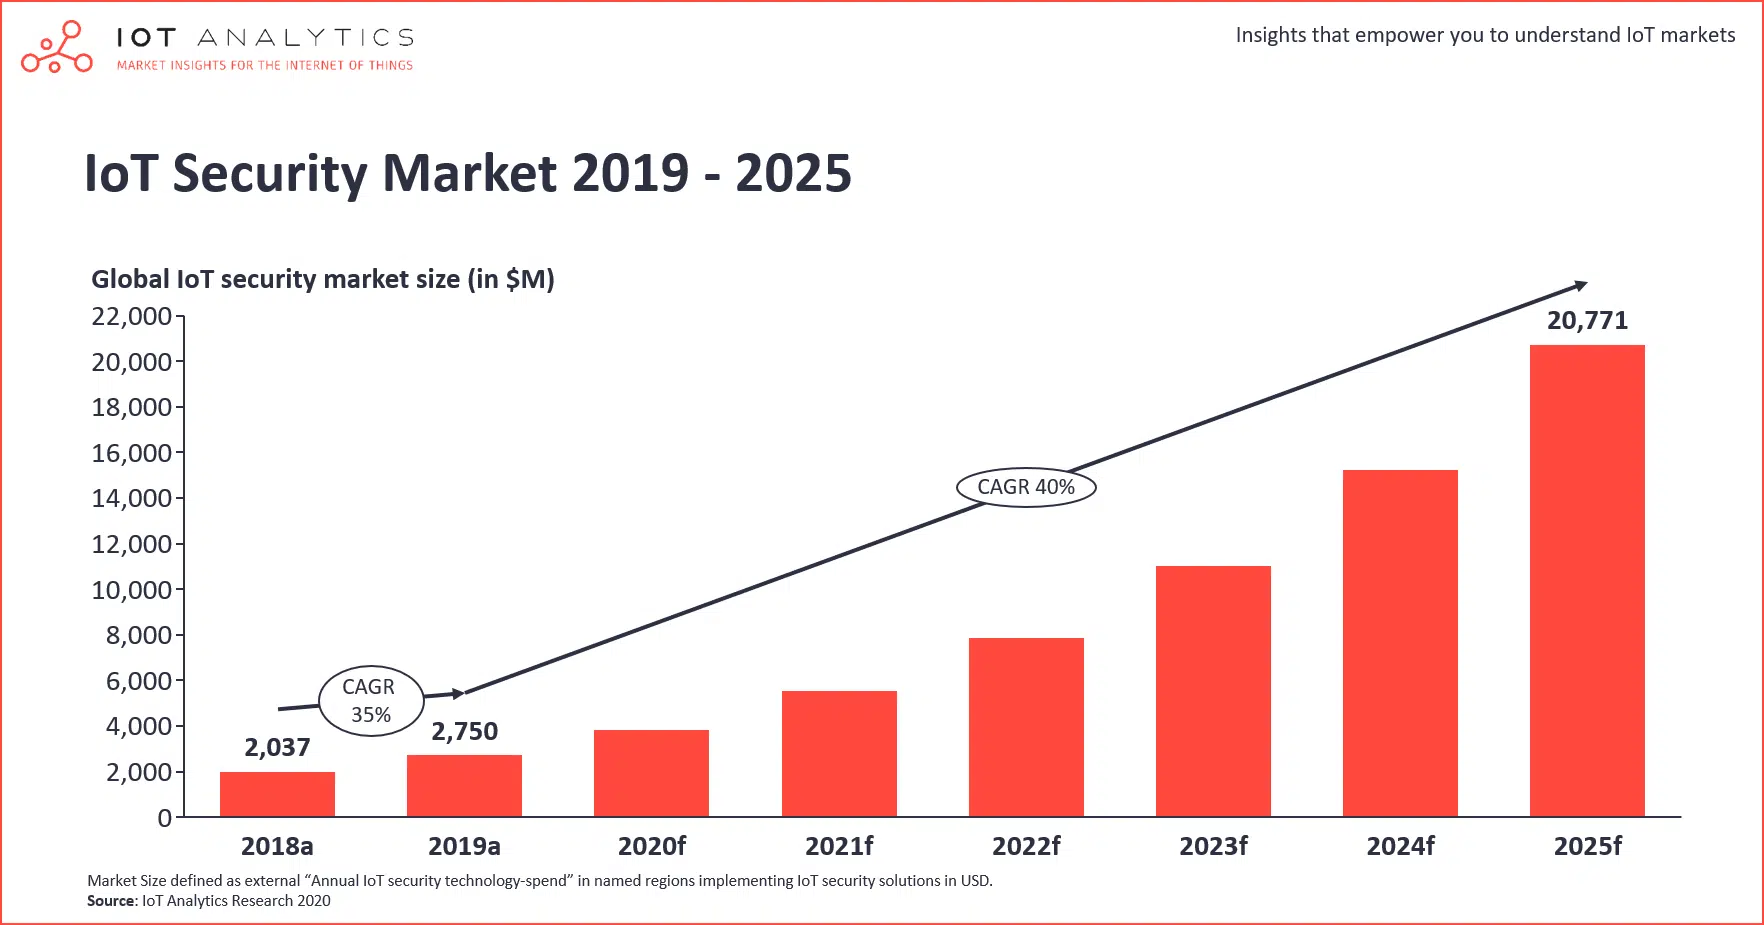 IOT ANALYTICS
MARKET INSIGHTS FOR THE INTERNET OF THINGS
Insights that empower you to understand IoT markets
IoT Security Market 2019 - 2025
Global IoT security market size (in $M)
22,000
20,000
18,000
16,000
14,000
12,000
10,000
8,000
6,000
4,000
2,000
0
2,037
CAGR
35%
2,750
CAGR 40%
20,771
2018a
2019a
2020f
2021f
2022f
2023f
2024f
2025f
Market Size defined as external “Annual IoT security technology-spend” in named regions implementing IoT security solutions in USD.
Source: IoT Analytics Research 2020